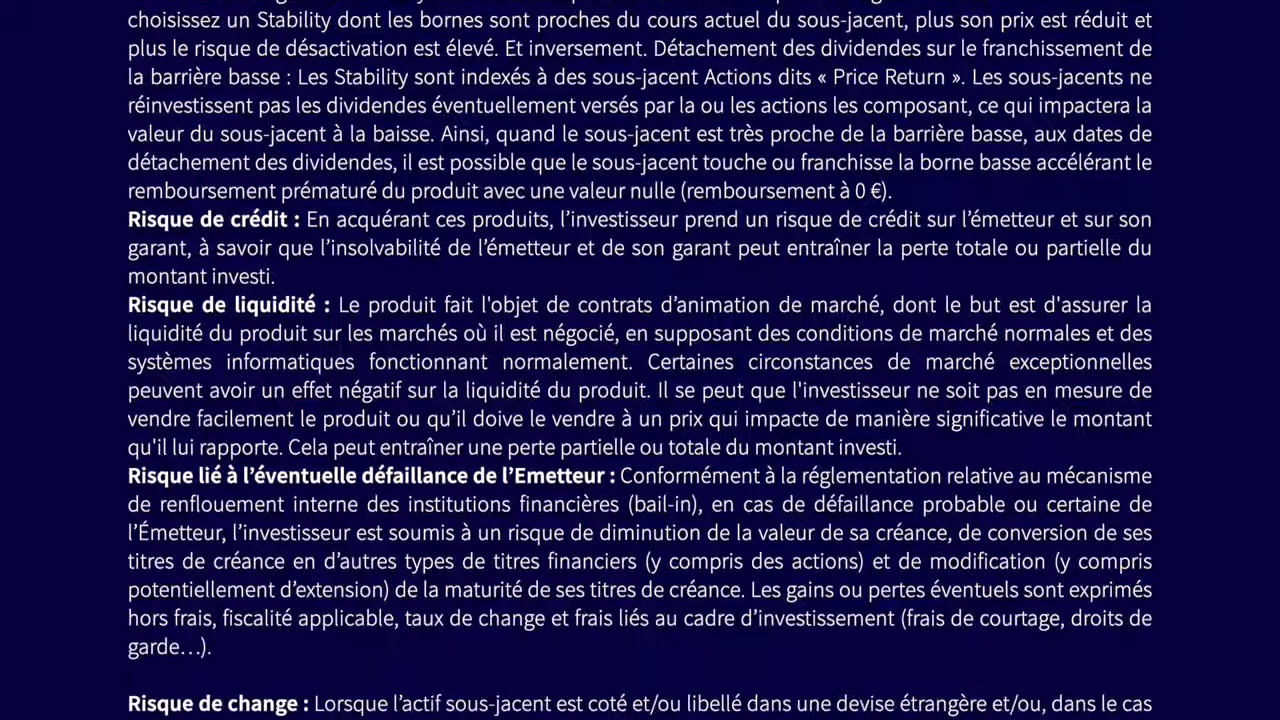 choisissez un Stability dont les bornes sont proches du cours actuel du sous-jacent, plus son prix est réduit et
plus le risque de désactivation est élevé. Et inversement. Détachement des dividendes sur le franchissement de
la barrière basse : Les Stability sont indexés à des sous-jacent Actions dits « Price Return ». Les sous-jacents ne
réinvestissent pas les dividendes éventuellement versés par la ou les actions les composant, ce qui impactera la
valeur du sous-jacent à la baisse. Ainsi, quand le sous-jacent est très proche de la barrière basse, aux dates de
détachement des dividendes, il est possible que le sous-jacent touche ou franchisse la borne basse accélérant le
remboursement prématuré du produit avec une valeur nulle (remboursement à 0 €).
Risque de crédit : En acquérant ces produits, l’investisseur prend un risque de crédit sur l’émetteur et sur son
garant, à savoir que l’insolvabilité de l’émetteur et de son garant peut entraîner la perte totale ou partielle du
montant investi.
Risque de liquidité : Le produit fait l'objet de contrats d’animation de marché, dont le but est d'assurer la
liquidité du produit sur les marchés où il est négocié, en supposant des conditions de marché normales et des
systèmes informatiques fonctionnant normalement. Certaines circonstances de marché exceptionnelles
peuvent avoir un effet négatif sur la liquidité du produit. Il se peut que l'investisseur ne soit pas en mesure de
vendre facilement le produit ou qu’il doive le vendre à un prix qui impacte de manière significative le montant
qu'il lui rapporte. Cela peut entraîner une perte partielle ou totale du montant investi.
Risque lié à l’éventuelle défaillance de l’Emetteur : Conformément à la réglementation relative au mécanisme
de renflouement interne des institutions financières (bail-in), en cas de défaillance probable ou certaine de
l’Émetteur, l’investisseur est soumis à un risque de diminution de la valeur de sa créance, de conversion de ses
titres de créance en d’autres types de titres financiers (y compris des actions) et de modification (y compris
potentiellement d’extension) de la maturité de ses titres de créance. Les gains ou pertes éventuels sont exprimés
hors frais, fiscalité applicable, taux de change et frais liés au cadre d’investissement (frais de courtage, droits de
garde…).
Risque de change : Lorsque l’actif sous-jacent est coté et/ou libellé dans une devise étrangère et/ou, dans le cas